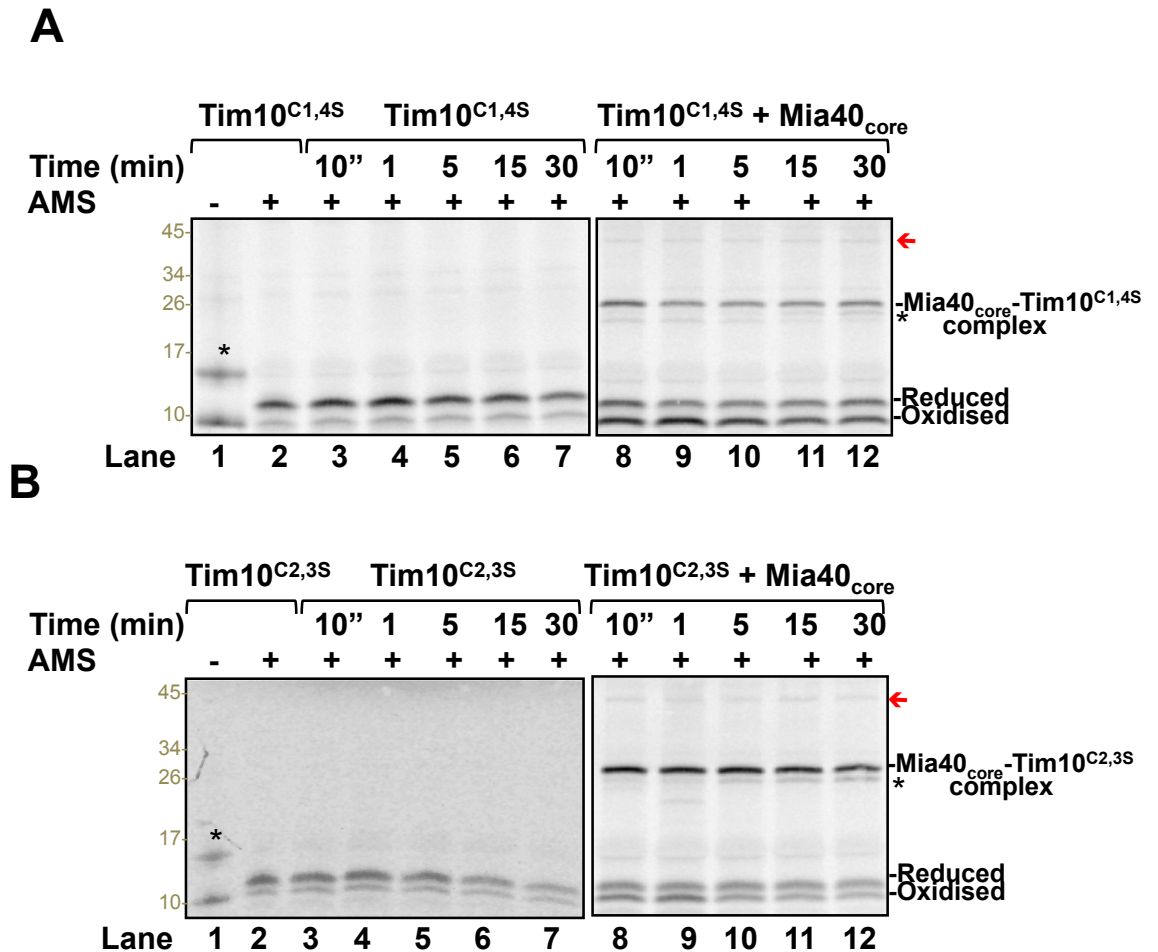 A
Tim10C1,4S Tim10C1,4S Tim10C1,4S + Mia40core
Time (min) 10” 1 5 15 30 10” 1 5 15 30
AMS - + + + + + + + + + + +
45-
34-
26-
17-
10-
*
-Mia40core-Tim10C1,4S
* complex
-Reduced
-Oxidised
Lane 1 2 3 4 5 6 7 8 9 10 11 12
B
Tim10C2,3S Tim10C2,3S Tim10C2,3S + Mia40core
Time (min) 10” 1 5 15 30 10” 1 5 15 30
AMS - + + + + + + + + + + +
45-
34-
26-
17-
10-
*
-Mia40core-Tim10C2,3S
* complex
-Reduced
-Oxidised
Lane 1 2 3 4 5 6 7 8 9 10 11 12